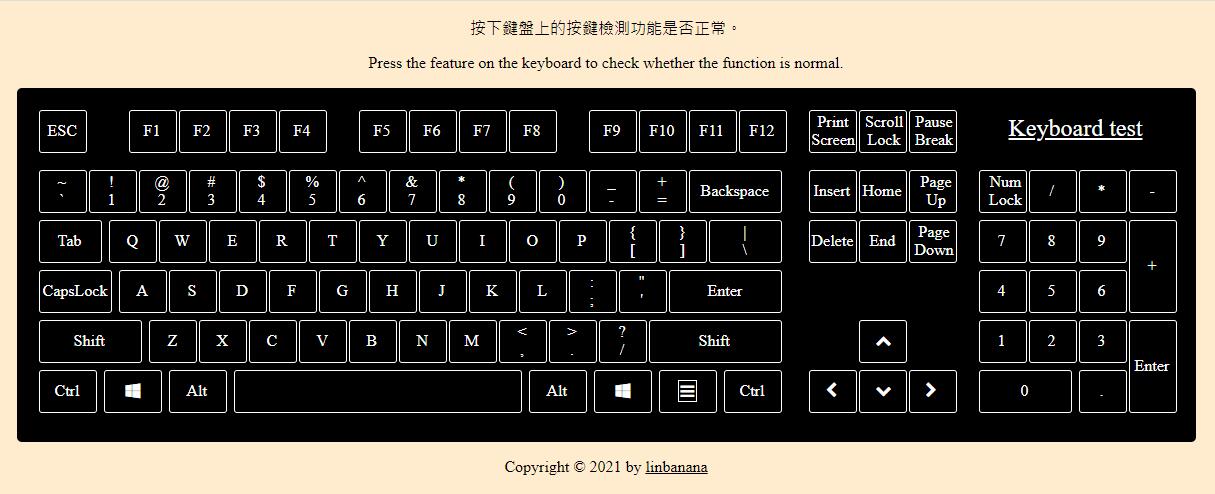 按下鍵盤上的按鍵檢測功能是否正常。
Press the feature on the keyboard to check whether the function is normal.
ESC F1 F2 F3 F4 F5 F6 F7 F8 F9 F10 F11 F12 Print Screen Scroll Lock Pause Break Keyboard test
~ ` ! 1 @ 2 # 3 $ 4 % 5 ^ 6 & 7 * 8 ( 9 ) 0 _ - + = Backspace Insert Home Page Up Num Lock / * -
Tab Q W E R T Y U I O P { [ } ] | \ Delete End Page Down 7 8 9 +
CapsLock A S D F G H J K L : ; " ' Enter 4 5 6
Shift Z X C V B N M < , > . ? / Shift 1 2 3 Enter
Ctrl Alt Alt Ctrl 0 .
Copyright © 2021 by linbanana